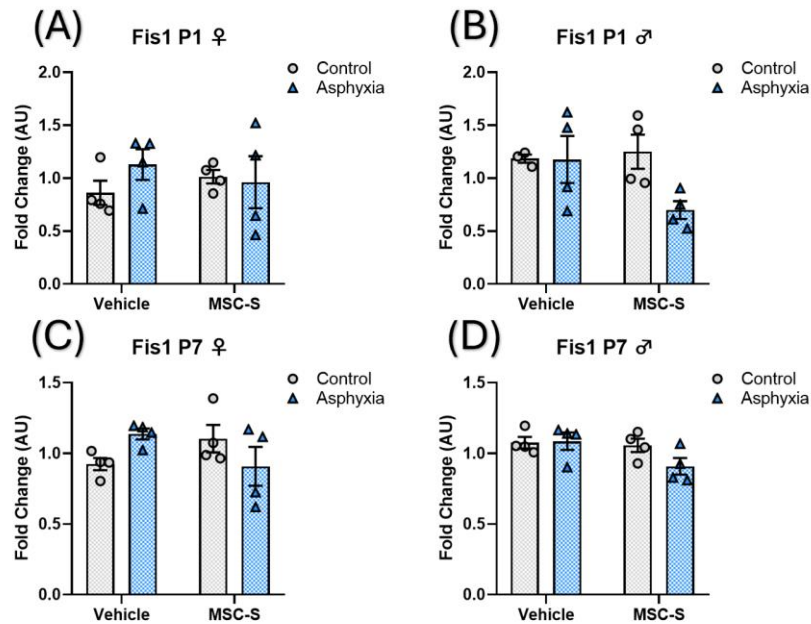 (A)
Fis1 P1 ♀
Control
Asphyxia
Fold Change (AU)
2.0
1.5
1.0
0.5
0.0
Vehicle
MSC-S
(B)
Fis1 P1 ♂
Control
Asphyxia
Fold Change (AU)
2.0
1.5
1.0
0.5
0.0
Vehicle
MSC-S
(C)
Fis1 P7 ♀
Control
Asphyxia
Fold Change (AU)
1.5
1.0
0.5
0.0
Vehicle
MSC-S
(D)
Fis1 P7 ♂
Control
Asphyxia
Fold Change (AU)
1.5
1.0
0.5
0.0
Vehicle
MSC-S